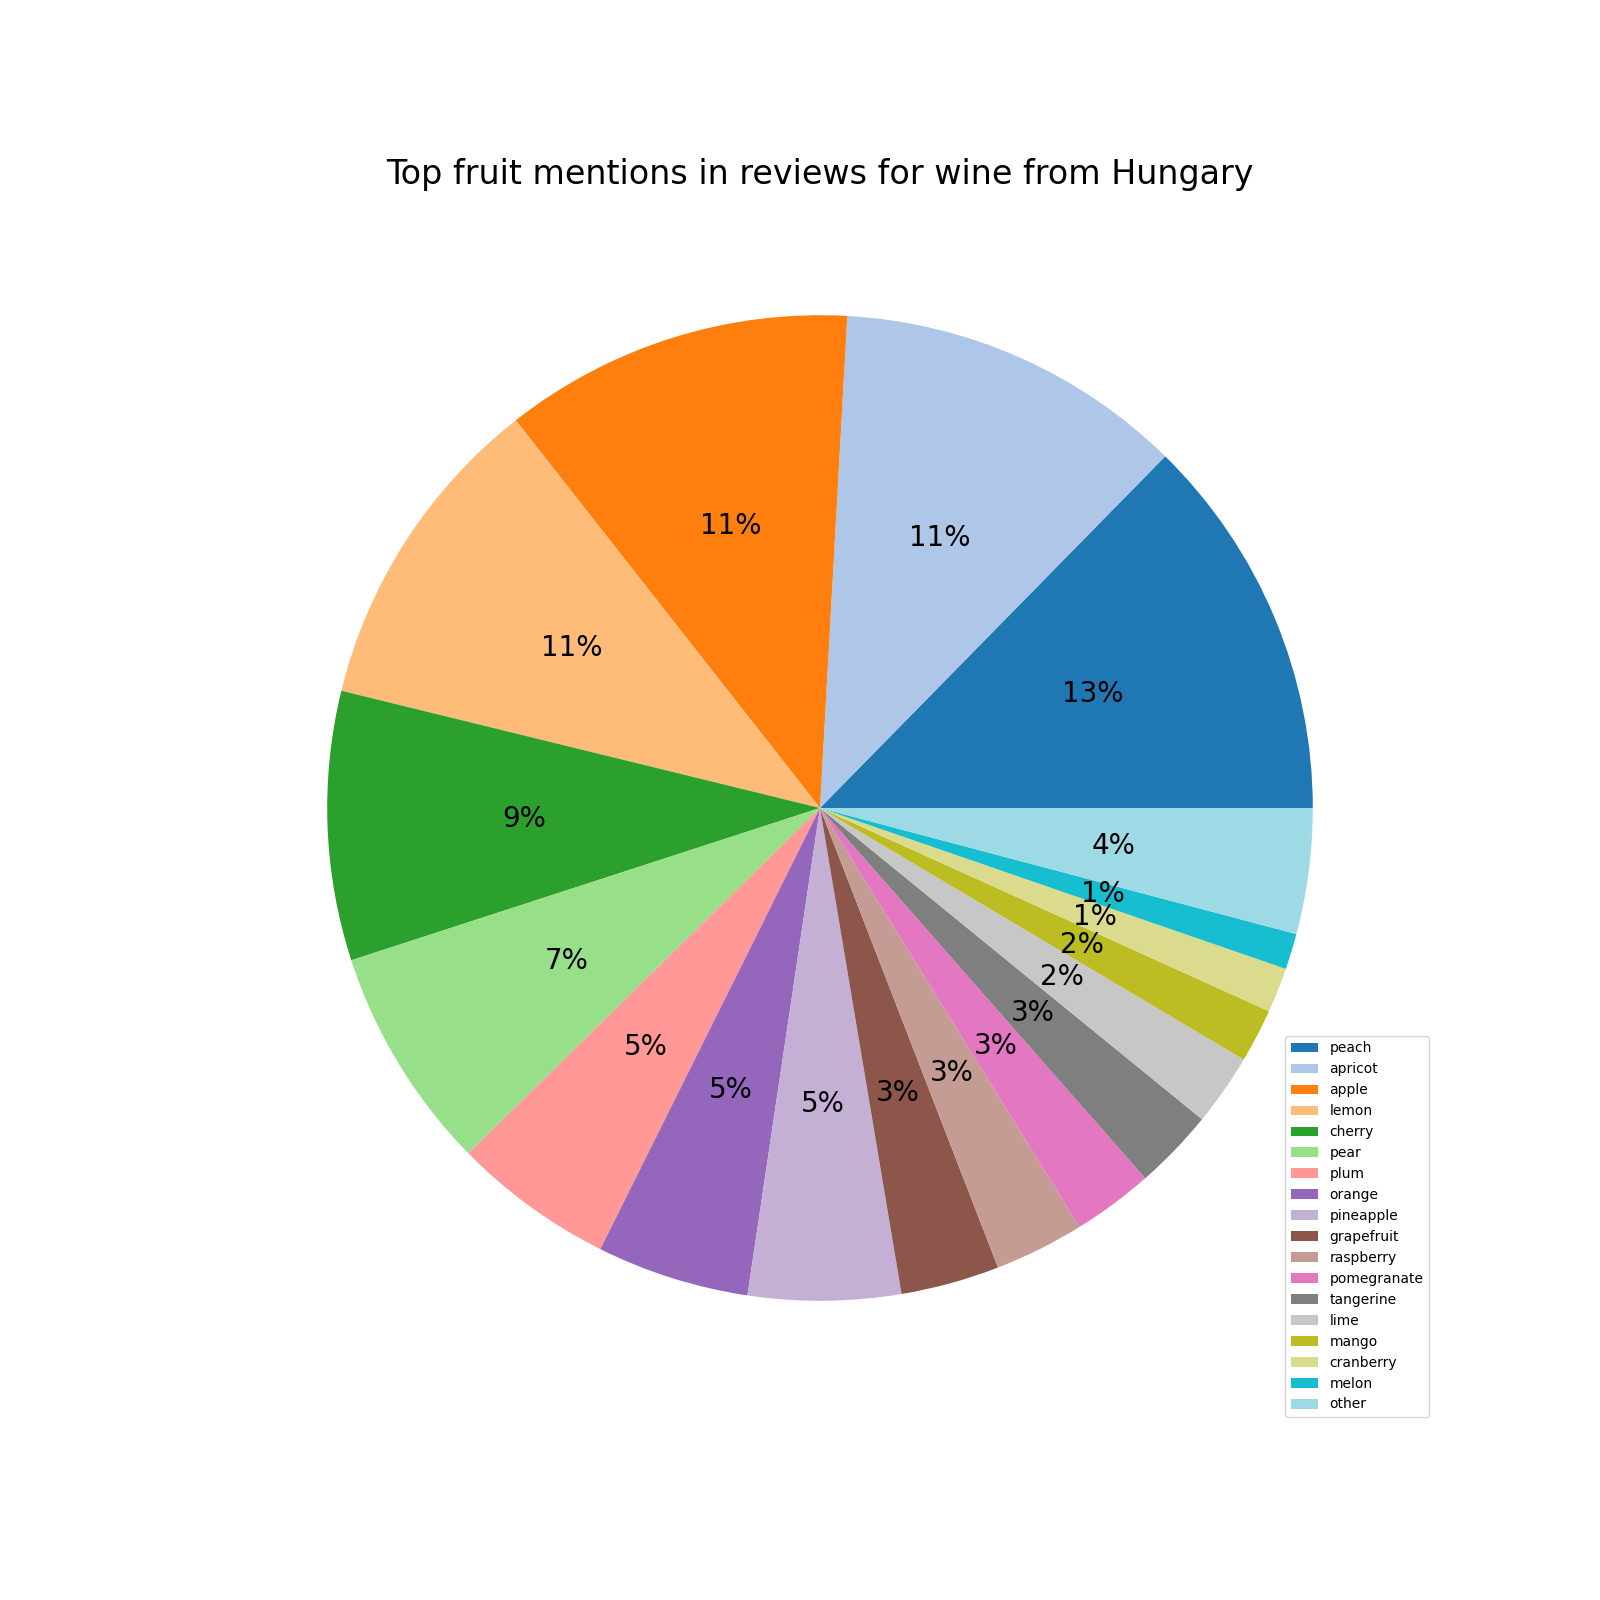 Top fruit mentions in reviews for wine from Hungary
11%
11%
11%
13%
9%
4%
1%
1%
2%
7%
2%
3%
5%
3%
3%
5%
3%
5%
peach
apricot
apple
lemon
cherry
pear
plum
orange
pineapple
grapefruit
raspberry
pomegranate
tangerine
lime
mango
cranberry
melon
other